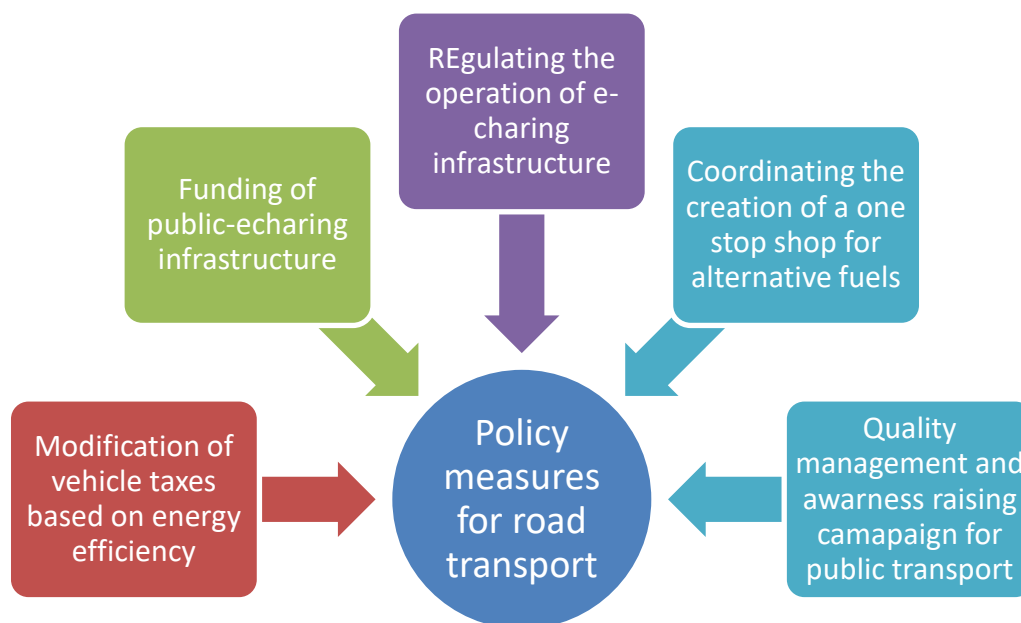 REgulating the
operation of e-
charing
infrastructure
Funding of
public-echaring
infrastructure
Coordinating the
creation of a one
stop shop for
alternative fuels
Modification of
vehicle taxes
based on energy
efficiency
Policy
measures
for road
transport
Quality
management and
awarness raising
camapaign for
public transport